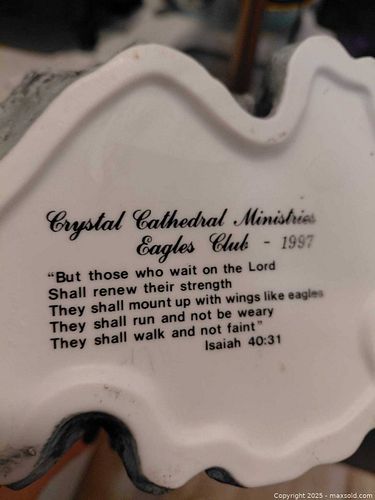 Crystal Cathedral Ministries
Eagles Club - 1997
"But those who wait on the Lord
Shall renew their strength
They shall mount up with wings like eagles
They shall run and not be weary
They shall walk and not faint"
Isaiah 40:31
Copyright 2025 - maxsold.com